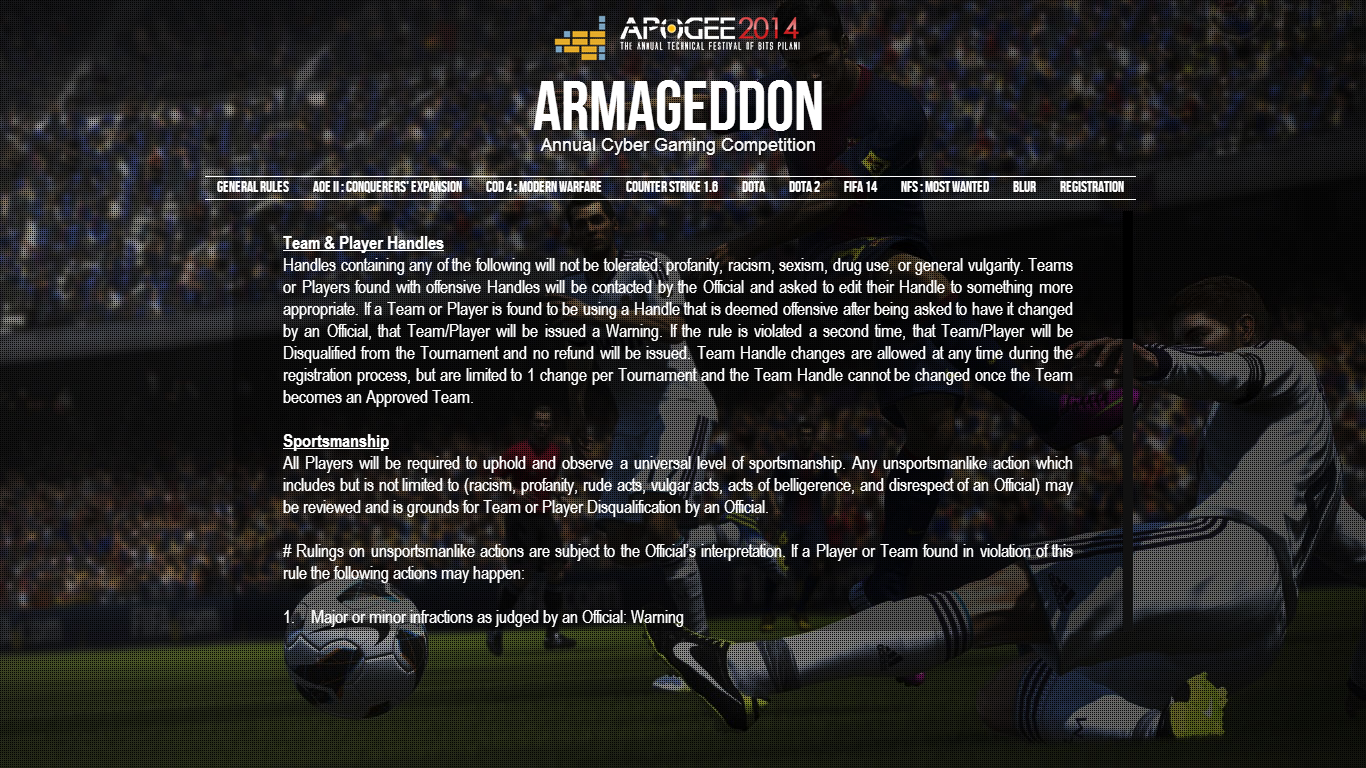 APOGEE 2014
THE ANNUAL TECHNICAL FESTIVAL OF BITS PILANI
ARMAGEDDON
Annual Cyber Gaming Competition
GENERAL RULES AOE II : CONQUERERS' EXPANSION COD 4 : MODERN WARFARE COUNTER STRIKE 1.6 DOTA DOTA 2 FIFA 14 NFS : MOST WANTED BLUR REGISTRATION
Team & Player Handles
Handles containing any of the following will not be tolerated: profanity, racism, sexism, drug use, or general vulgarity. Teams
or Players found with offensive Handles will be contacted by the Official and asked to edit their Handle to something more
appropriate. If a Team or Player is found to be using a Handle that is deemed offensive after being asked to have it changed
by an Official, that Team/Player will be issued a Warning. If the rule is violated a second time, that Team/Player will be
Disqualified from the Tournament and no refund will be issued. Team Handle changes are allowed at any time during the
registration process, but are limited to 1 change per Tournament and the Team Handle cannot be changed once the Team
becomes an Approved Team.
Sportsmanship
All Players will be required to uphold and observe a universal level of sportsmanship. Any unsportsmanlike action which
includes but is not limited to (racism, profanity, rude acts, vulgar acts, acts of belligerence, and disrespect of an Official) may
be reviewed and is grounds for Team or Player Disqualification by an Official.
# Rulings on unsportsmanlike actions are subject to the Official's interpretation. If a Player or Team found in violation of this
rule the following actions may happen:
1. Major or minor infractions as judged by an Official: Warning